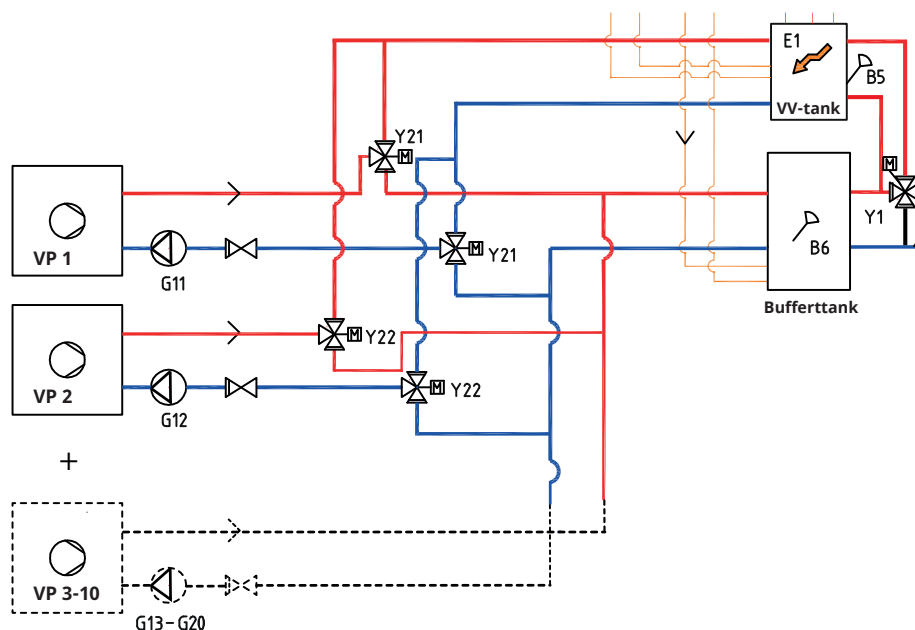 E1
B5
VV-tank
Y21
M
M
VP 1
Y21
M
Y1
B6
G11
Bufferttank
Y22
M
VP 2
Y22
M
G12
+
VP 3-10
G13-G20